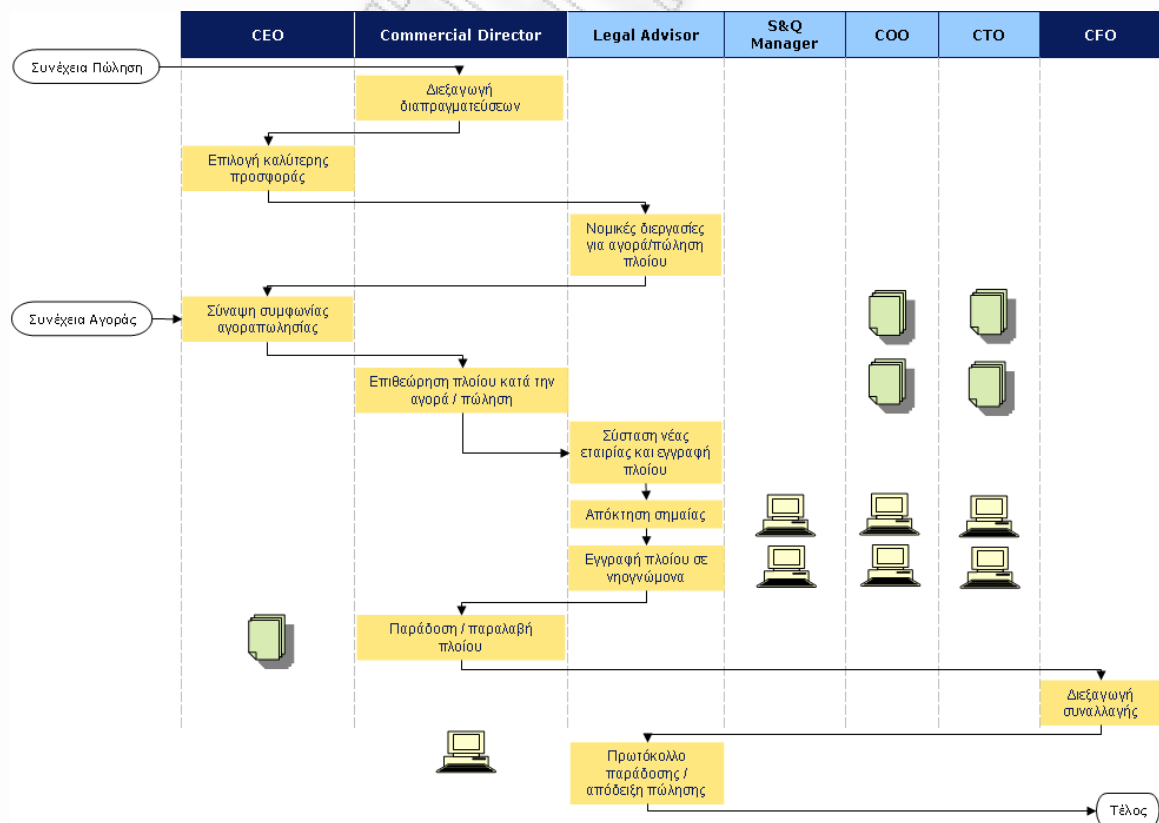 CEO
Commercial Director
Legal Advisor
S&Q
Manager
COO
CTO
CFO
Συνέχεια Πώληση
Διεξαγωγή
διαπραγματεύσεων
Επιλογή καλύτερης
προσφοράς
Νομικές διεργασίες
για αγορά/πώληση
πλοίου
Συνέχεια Αγοράς
Σύναψη συμφωνίας
αγοραπωλησίας
Επιθεώρηση πλοίου κατά την
αγορά / πώληση
Σύσταση νέας
εταιρίας και εγγραφή
πλοίου
Απόκτηση σημαίας
Εγγραφή πλοίου σε
νηογνώμονα
Παράδοση / παραλαβή
πλοίου
Διεξαγωγή
συναλλαγής
Πρωτόκολλο
παράδοσης /
απόδειξη πώλησης
Τέλος